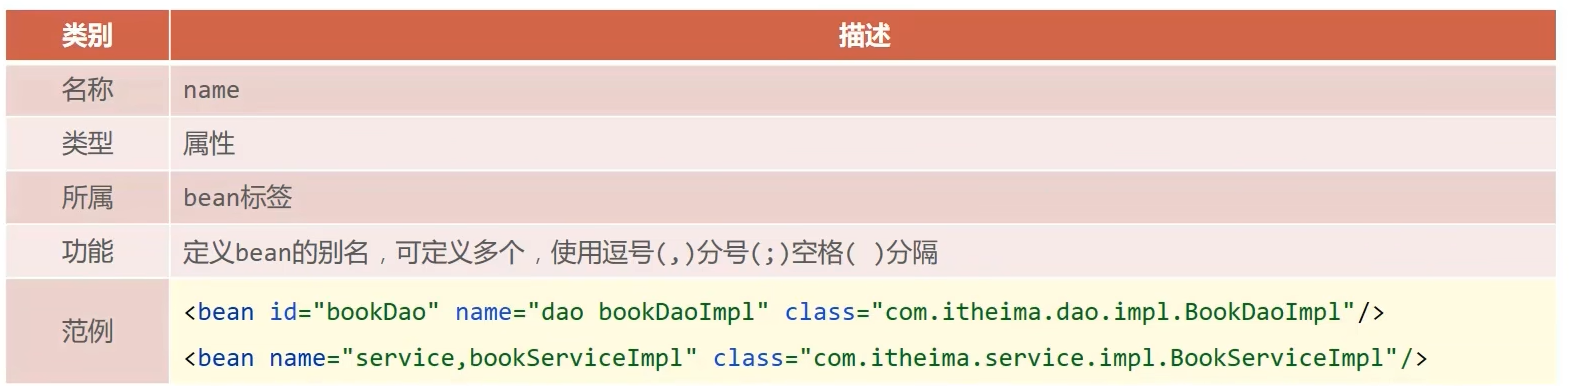 类别 描述
名称 name
类型 属性
所属 bean标签
功能 定义bean的别名，可定义多个，使用逗号(,)分号(;)空格( )分隔
范例
<bean id="bookDao" name="dao bookDaoImpl" class="com.itheima.dao.impl.BookDaoImpl"/>
<bean name="service,bookServiceImpl" class="com.itheima.service.impl.BookServiceImpl"/>